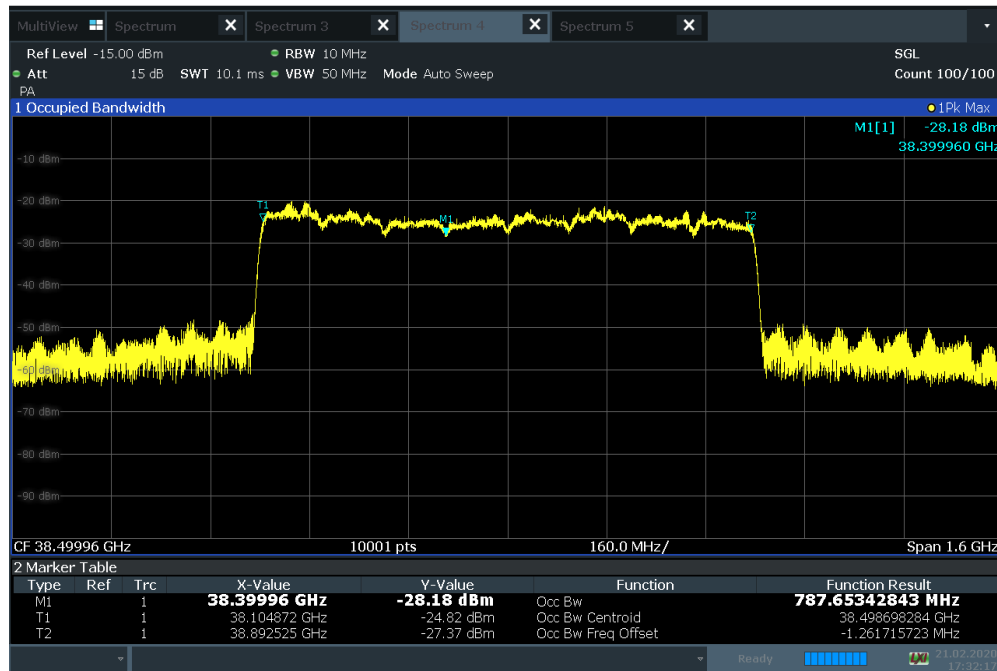 MultiView Spectrum X Spectrum 3 X Spectrum 4 X Spectrum 5 X
Ref Level -15.00 dBm RBW 10 MHz SGL
Att 15 dB SWT 10.1 ms VBW 50 MHz Mode Auto Sweep Count 100/100
PA
1 Occupied Bandwidth 1Pk Max
M1[1] -28.18 dBm
38.399960 GHz
-10 dBm
-20 dBm
T1
M1
T2
-30 dBm
-40 dBm
-50 dBm
-60 dBm
-70 dBm
-80 dBm
-90 dBm
CF 38.49996 GHz 10001 pts 160.0 MHz/ Span 1.6 GHz
2 Marker Table
Type Ref Trc X-Value Y-Value Function Function Result
M1 1 38.39996 GHz -28.18 dBm Occ Bw 787.65342843 MHz
T1 1 38.104872 GHz -24.82 dBm Occ Bw Centroid 38.498698284 GHz
T2 1 38.892525 GHz -27.37 dBm Occ Bw Freq Offset -1.261715723 MHz
Ready 21.02.2020
17:32:17